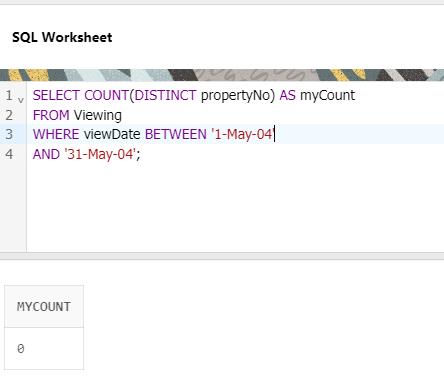 SQL Worksheet
1 SELECT COUNT(DISTINCT propertyNo) AS myCount
2 FROM Viewing
3 WHERE viewDate BETWEEN '1-May-04'
4 AND '31-May-04';
MYCOUNT
0